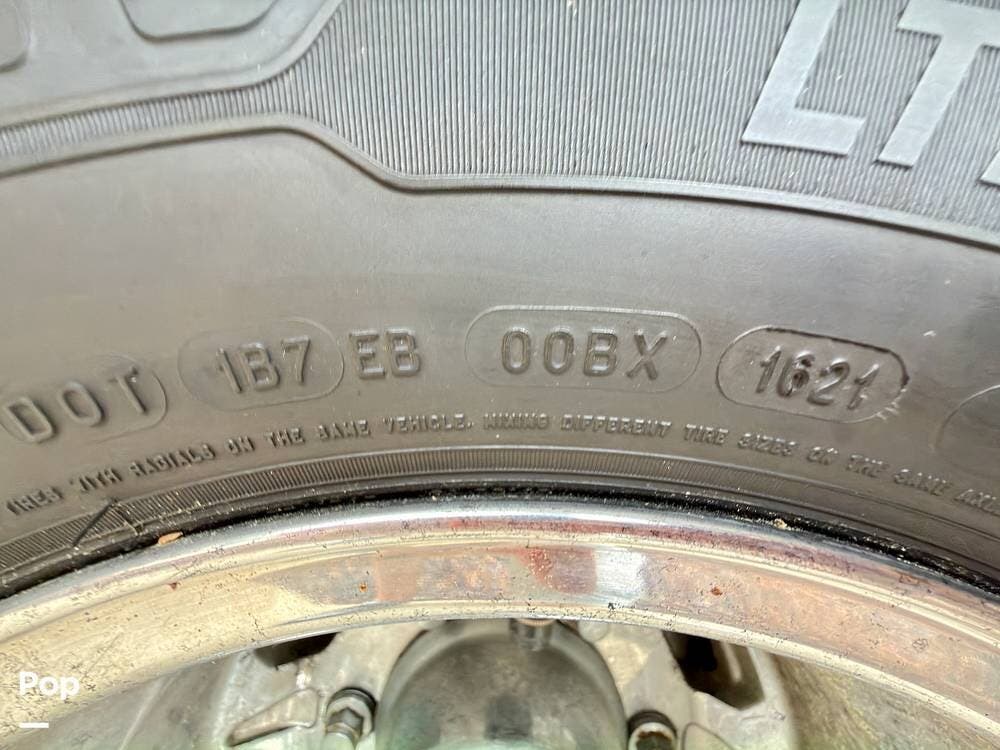 LT
DOT 1B7 EB 00BX 1621
TIRES WITH RADIALS ON THE SAME VEHICLE. MIXING DIFFERENT TIRE SIZES ON THE SAME
Pop